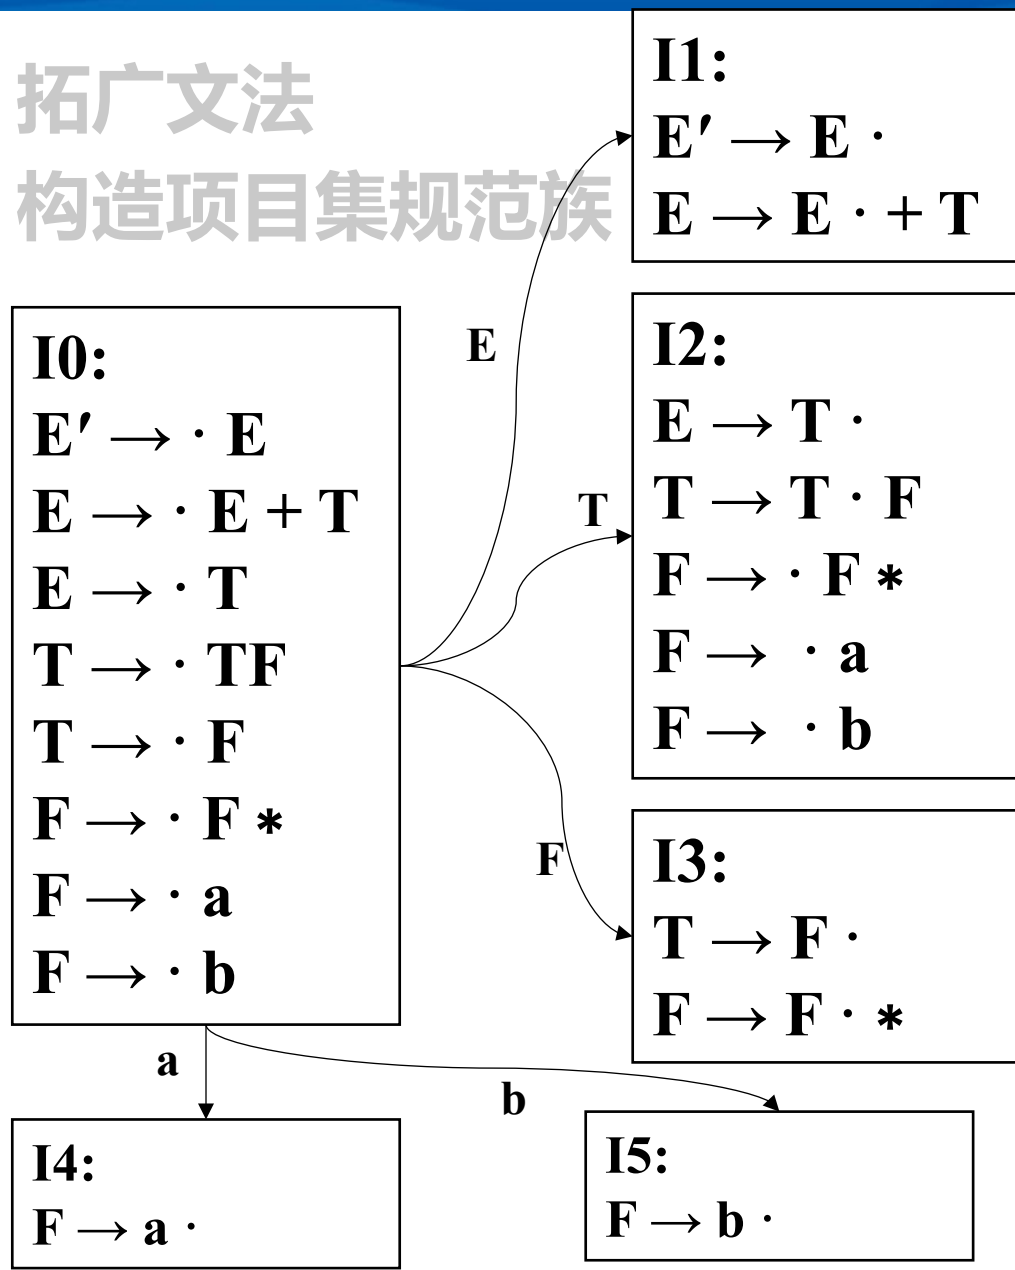 拓广文法
构造项目集规范族
I0:
E′ → · E
E → · E + T
E → · T
T → · TF
T → · F
F → · F *
F → · a
F → · b
E
T
F
a
b
I1:
E′ → E ·
E → E · + T
I2:
E → T ·
T → T · F
F → · F *
F → · a
F → · b
I3:
T → F ·
F → F · *
I4:
F → a ·
I5:
F → b ·